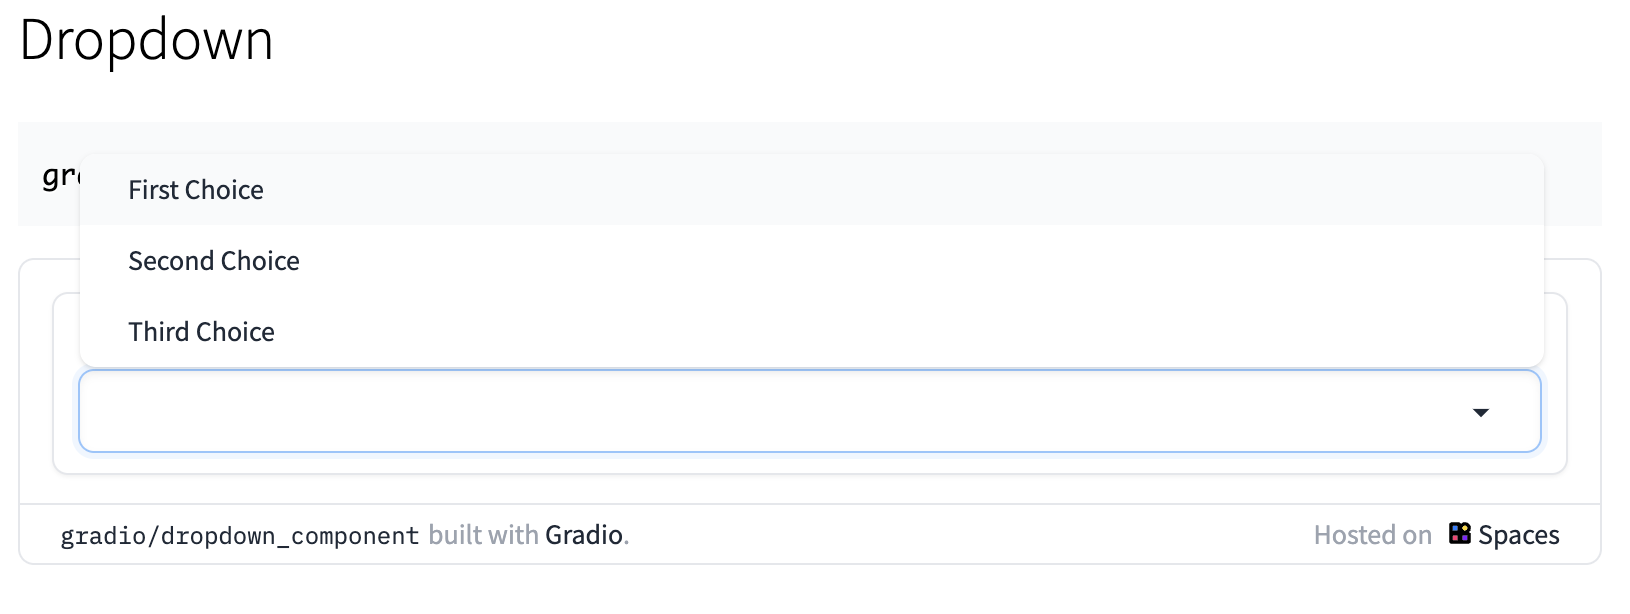 Dropdown
First Choice
Second Choice
Third Choice
gradio/dropdown_component built with Gradio.
Hosted on Spaces